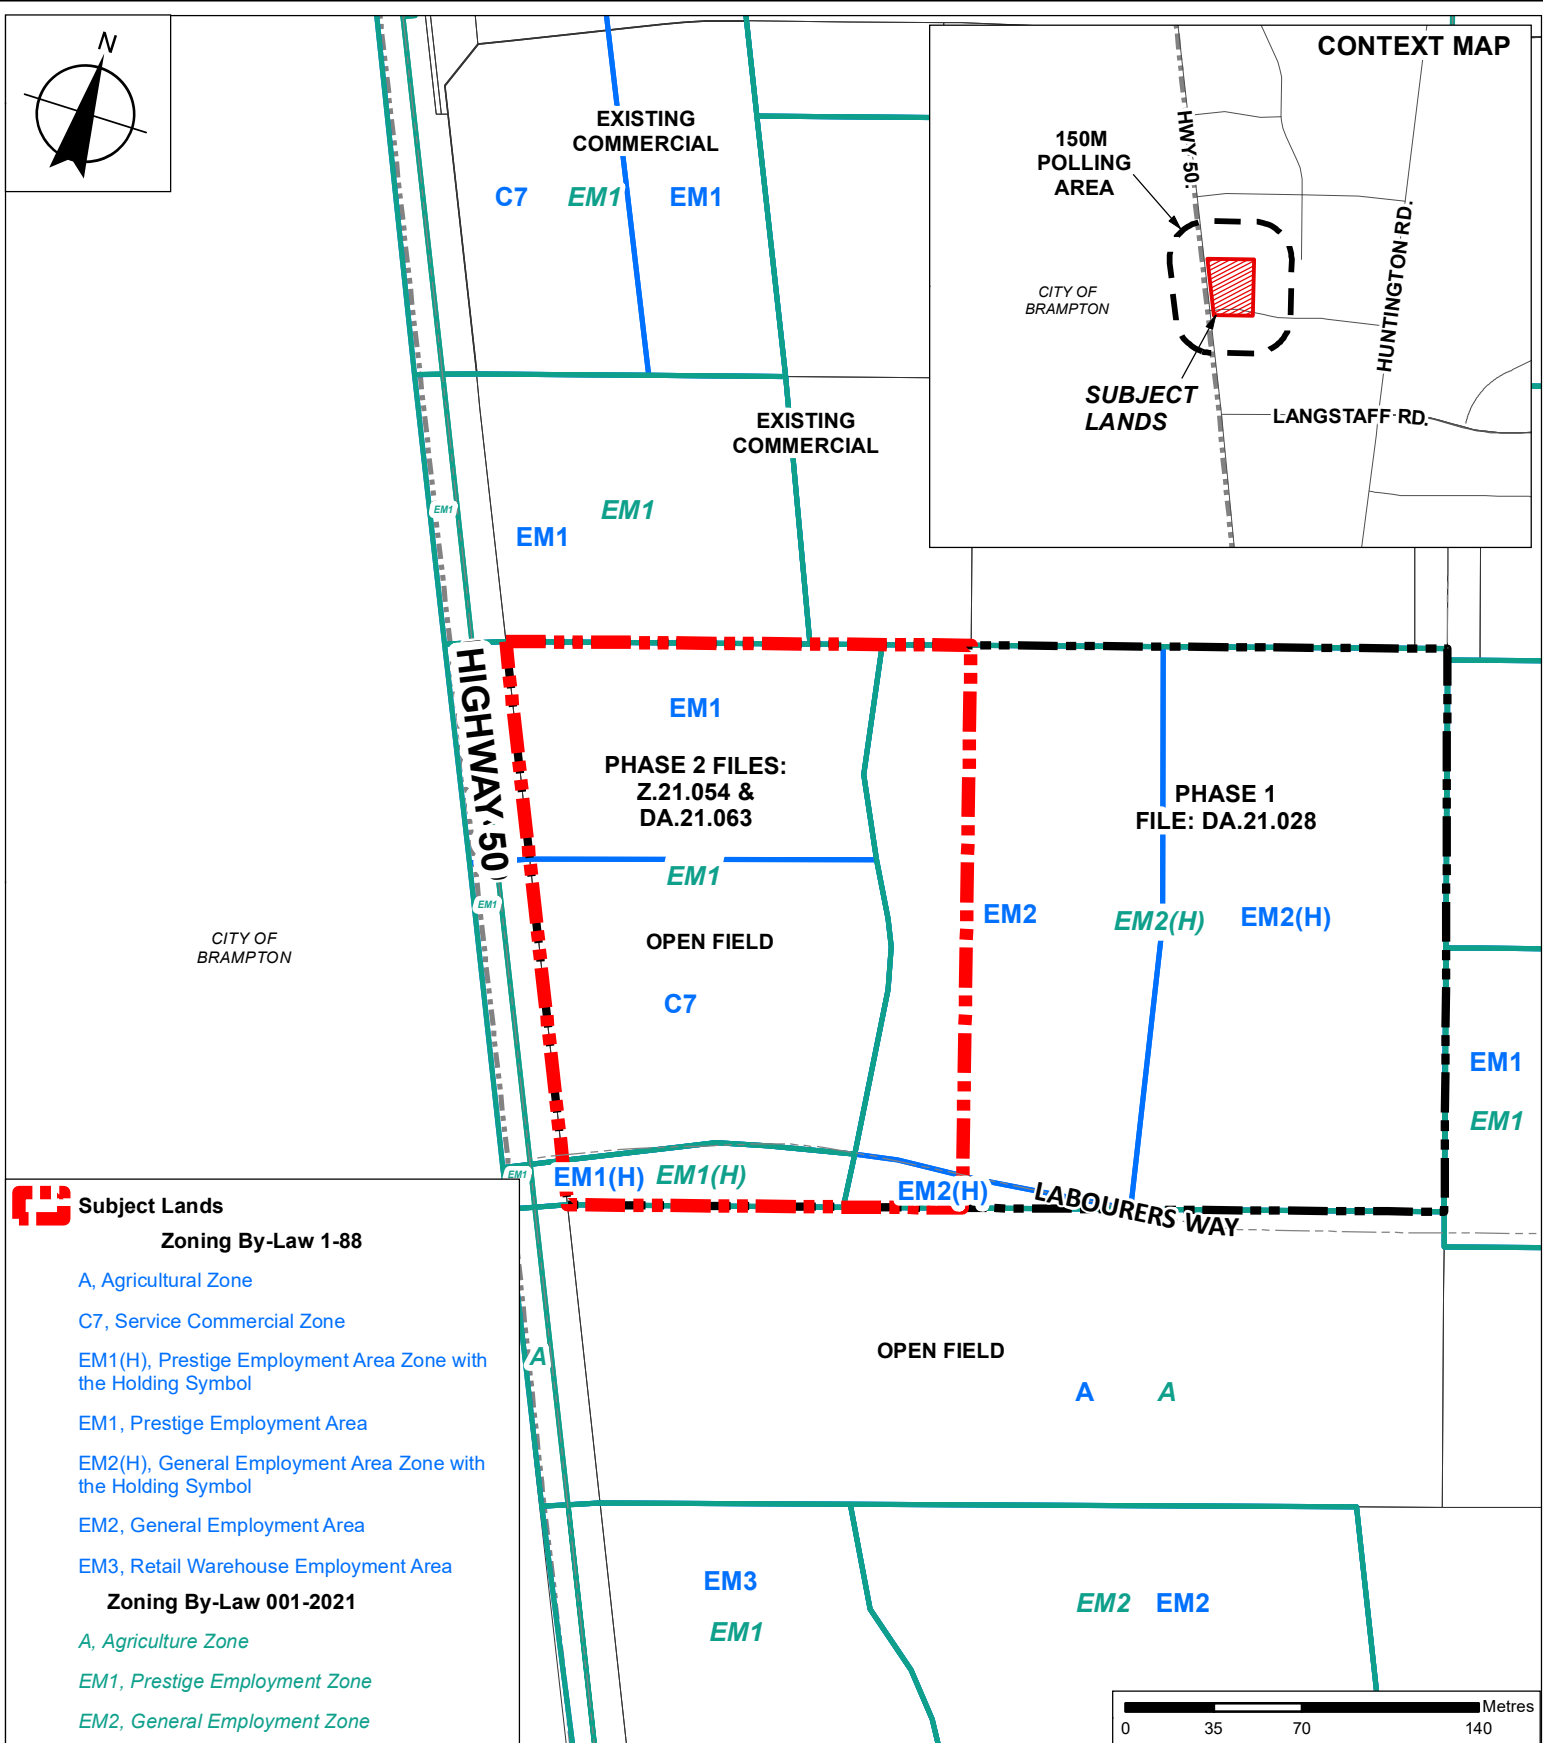 N
CONTEXT MAP
150M
POLLING
AREA
HWY 50.
HUNTINGTON RD.
CITY OF
BRAMPTON
SUBJECT
LANDS
LANGSTAFF RD.
EXISTING
COMMERCIAL
C7 EM1 EM1
EXISTING
COMMERCIAL
EM1
EM1
EM1
HIGHWAY 50
EM1
PHASE 2 FILES:
Z.21.054 &
DA.21.063
PHASE 1
FILE: DA.21.028
EM1
EM1
OPEN FIELD
C7
EM2
EM2(H) EM2(H)
CITY OF
BRAMPTON
EM1
EM1
EM1
EM1(H) EM1(H)
EM2(H)
LABOURERS WAY
OPEN FIELD
A A
A
EM3
EM1
EM2 EM2
Subject Lands
Zoning By-Law 1-88
A, Agricultural Zone
C7, Service Commercial Zone
EM1(H), Prestige Employment Area Zone with
the Holding Symbol
EM1, Prestige Employment Area
EM2(H), General Employment Area Zone with
the Holding Symbol
EM2, General Employment Area
EM3, Retail Warehouse Employment Area
Zoning By-Law 001-2021
A, Agriculture Zone
EM1, Prestige Employment Zone
EM2, General Employment Zone
Metres
0 35 70 140